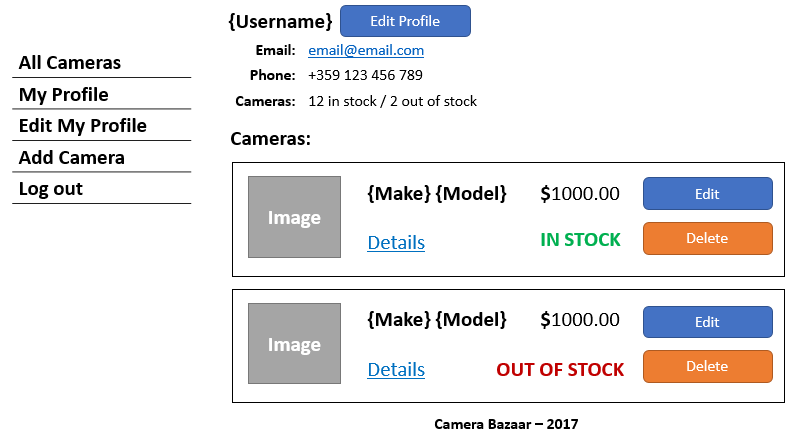 {Username} Edit Profile
Email: email@email.com
Phone: +359 123 456 789
Cameras: 12 in stock / 2 out of stock
All Cameras
My Profile
Edit My Profile
Add Camera
Log out
Cameras:
Image
{Make} {Model} $1000.00 Edit
Details IN STOCK Delete
Image
{Make} {Model} $1000.00 Edit
Details OUT OF STOCK Delete
Camera Bazaar – 2017